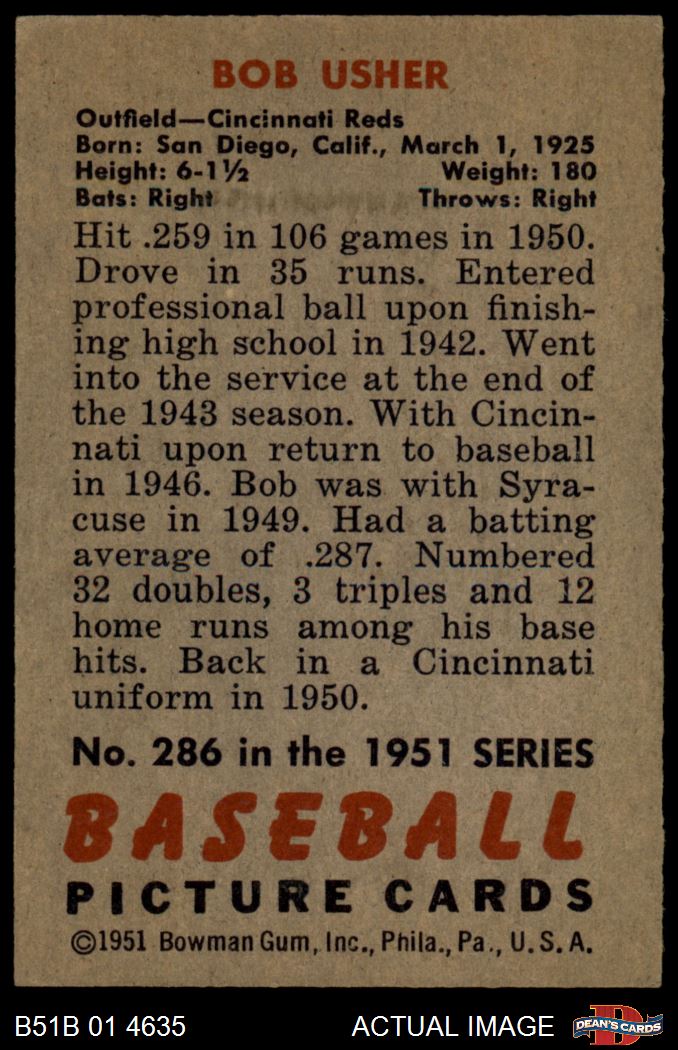 BOB USHER
Outfield—Cincinnati Reds
Born: San Diego, Calif., March 1, 1925
Height: 6-1½ Weight: 180
Bats: Right Throws: Right
Hit .259 in 106 games in 1950.
Drove in 35 runs. Entered
professional ball upon finish-
ing high school in 1942. Went
into the service at the end of
the 1943 season. With Cincin-
nati upon return to baseball
in 1946. Bob was with Syra-
cuse in 1949. Had a batting
average of .287. Numbered
32 doubles, 3 triples and 12
home runs among his base
hits. Back in a Cincinnati
uniform in 1950.
No. 286 in the 1951 SERIES
BASEBALL
PICTURE CARDS
©1951 Bowman Gum, Inc., Phila., Pa., U.S.A.
B51B 01 4635 ACTUAL IMAGE D DEAN'S CARDS